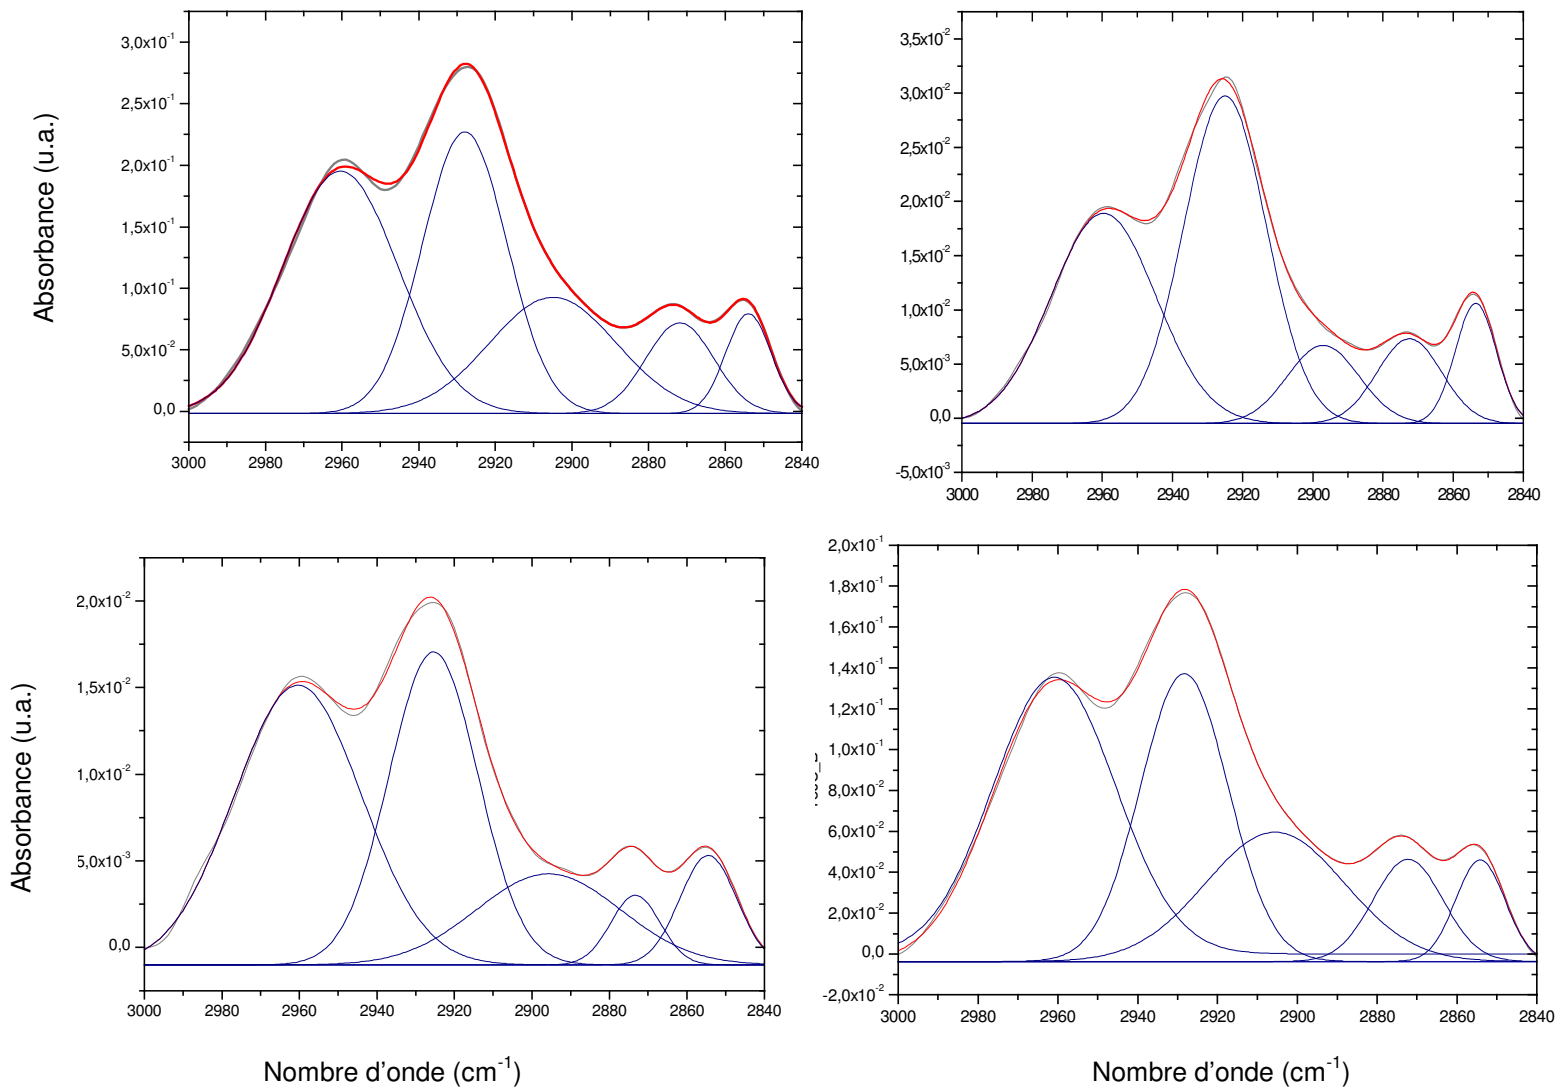 3,0x10⁻¹
2,5x10⁻¹
2,0x10⁻¹
1,5x10⁻¹
1,0x10⁻¹
5,0x10⁻²
0,0
Absorbance (u.a.)
3000 2980 2960 2940 2920 2900 2880 2860 2840
3,5x10⁻²
3,0x10⁻²
2,5x10⁻²
2,0x10⁻²
1,5x10⁻²
1,0x10⁻²
5,0x10⁻³
0,0
-5,0x10⁻³
3000 2980 2960 2940 2920 2900 2880 2860 2840
2,0x10⁻²
1,5x10⁻²
1,0x10⁻²
5,0x10⁻³
0,0
Absorbance (u.a.)
3000 2980 2960 2940 2920 2900 2880 2860 2840
Nombre d’onde (cm⁻¹)
2,0x10⁻¹
1,8x10⁻¹
1,6x10⁻¹
1,4x10⁻¹
1,2x10⁻¹
1,0x10⁻¹
8,0x10⁻²
6,0x10⁻²
4,0x10⁻²
2,0x10⁻²
0,0
-2,0x10⁻²
3000 2980 2960 2940 2920 2900 2880 2860 2840
Nombre d’onde (cm⁻¹)